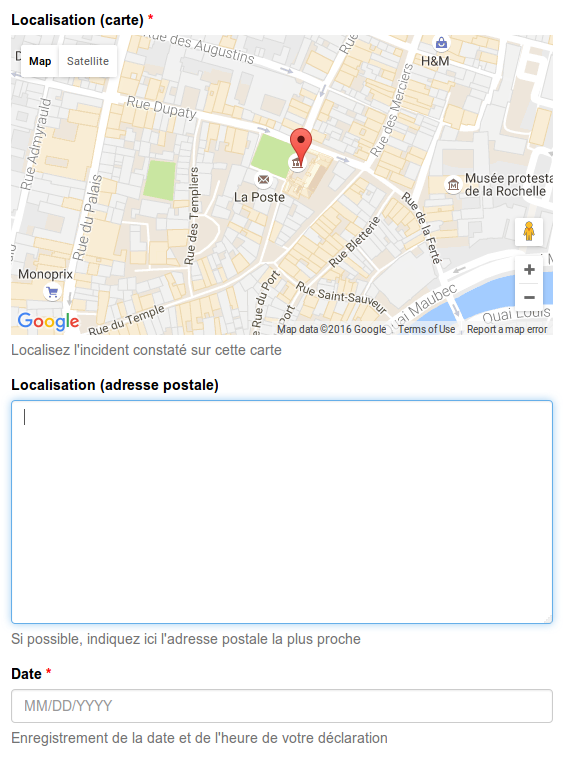 Localisation (carte) *
Rue des Augustins
Rue
H&M
Map
Satellite
Rue Dupaty
Rue des Merciers
Rue Admyrauld
Rue du Palais
Rue des Templiers
La Poste
Musée protesta
de la Rochelle
Rue de la Ferté
Rue Bletterie
Monoprix
Rue du Port
Rue Saint-Sauveur
Port
Rue du Temple
uai Maubec
Quai Louis
Google
Map data ©2016 Google
Terms of Use
Report a map error
Localisez l'incident constaté sur cette carte
Localisation (adresse postale)
Si possible, indiquez ici l'adresse postale la plus proche
Date *
MM/DD/YYYY
Enregistrement de la date et de l'heure de votre déclaration